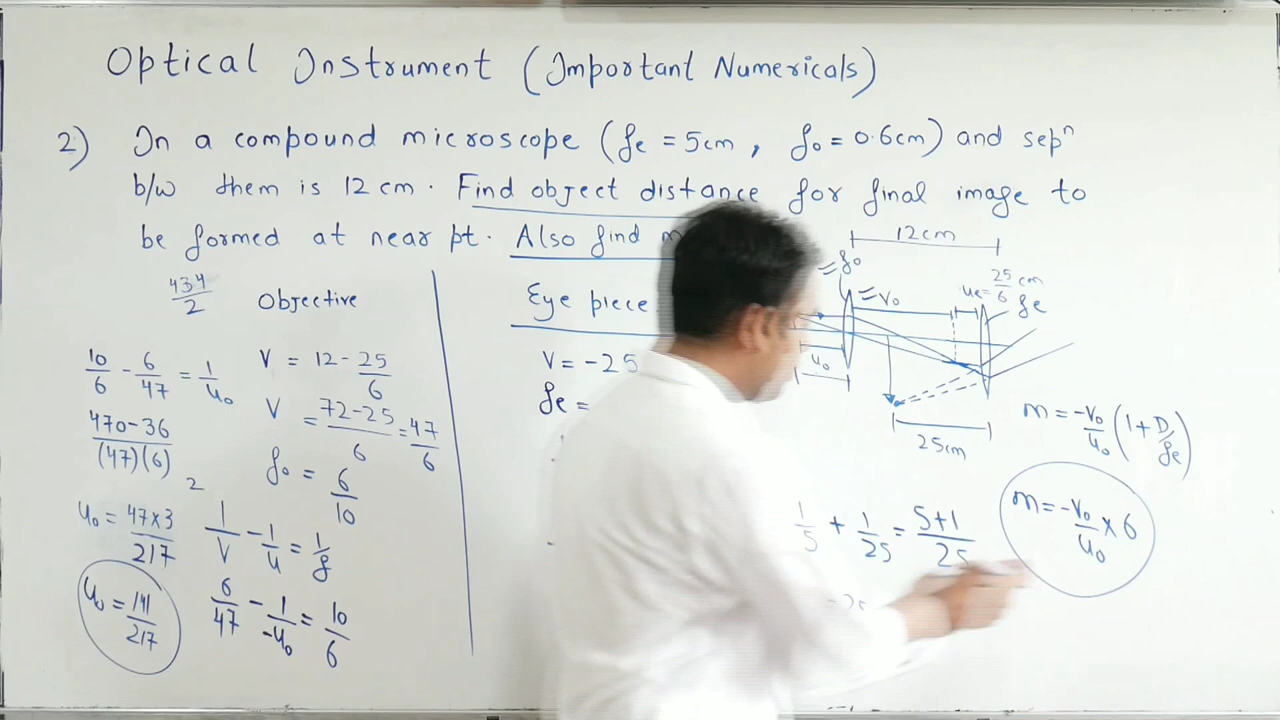 Optical Instrument (Important Numericals)
2) In a compound microscope (fe = 5cm, fo = 0.6cm) and sepⁿ
b/w them is 12 cm. Find object distance for final image to
be formed at near pt. Also find
434/2
Objective
10/6 - 6/47 = 1/uo
470-36/(47)(6)
2
uo = 47×3/217
uo = 141/217
V = 12 - 25/6
V = 72-25/6 = 47/6
fo = 6/10
1/V - 1/u = 1/f
6/47 - 1/-uo = 10/6
Eye piece
V = -25
fe =
1/5 + 1/25 = 5+1/25
12cm
fo
Vo
ue = 25/6 cm
fe
uo
25cm
m = -Vo/uo (1 + D/fe)
m = -Vo/uo × 6